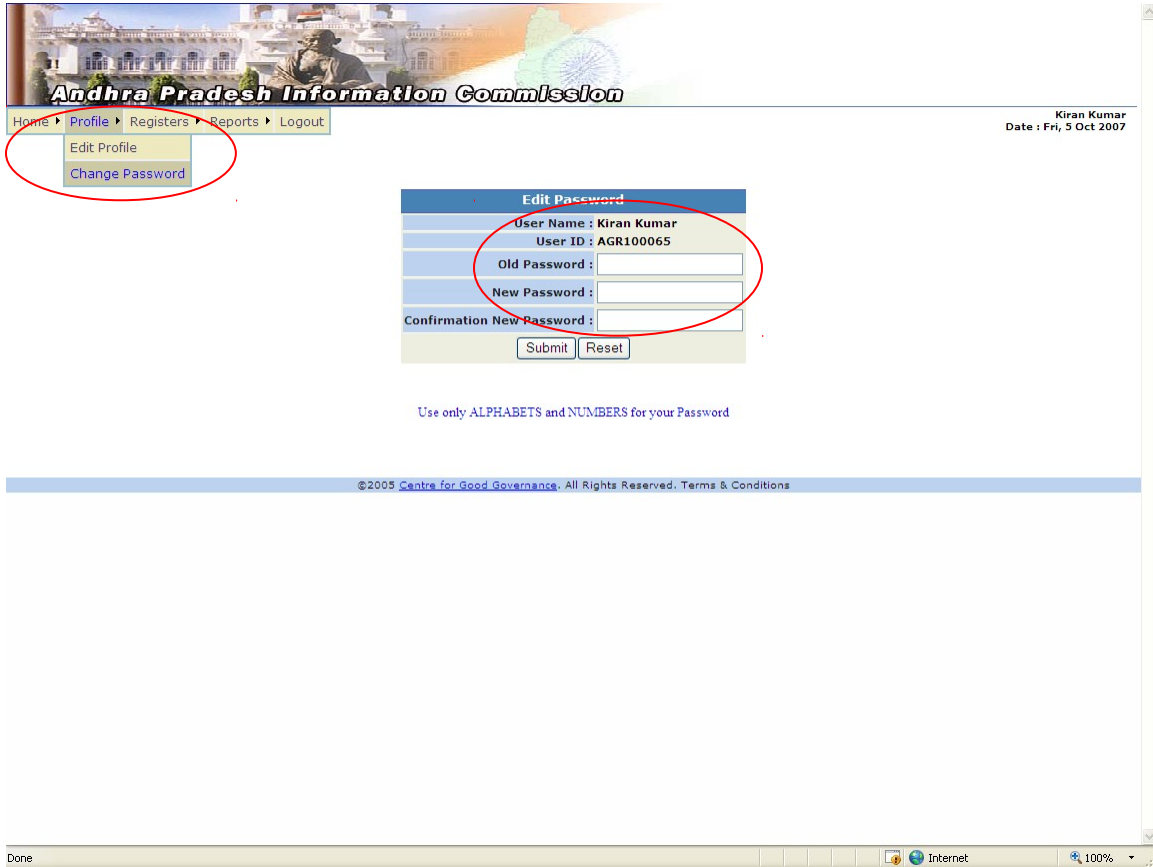 Andhra Pradesh Information Commission
Home Profile Registers Reports Logout
Kiran Kumar
Date : Fri, 5 Oct 2007
Edit Profile
Change Password
Edit Password
User Name : Kiran Kumar
User ID : AGR100065
Old Password :
New Password :
Confirmation New Password :
Submit Reset
Use only ALPHABETS and NUMBERS for your Password
©2005 Centre for Good Governance. All Rights Reserved. Terms & Conditions
Done Internet 100%